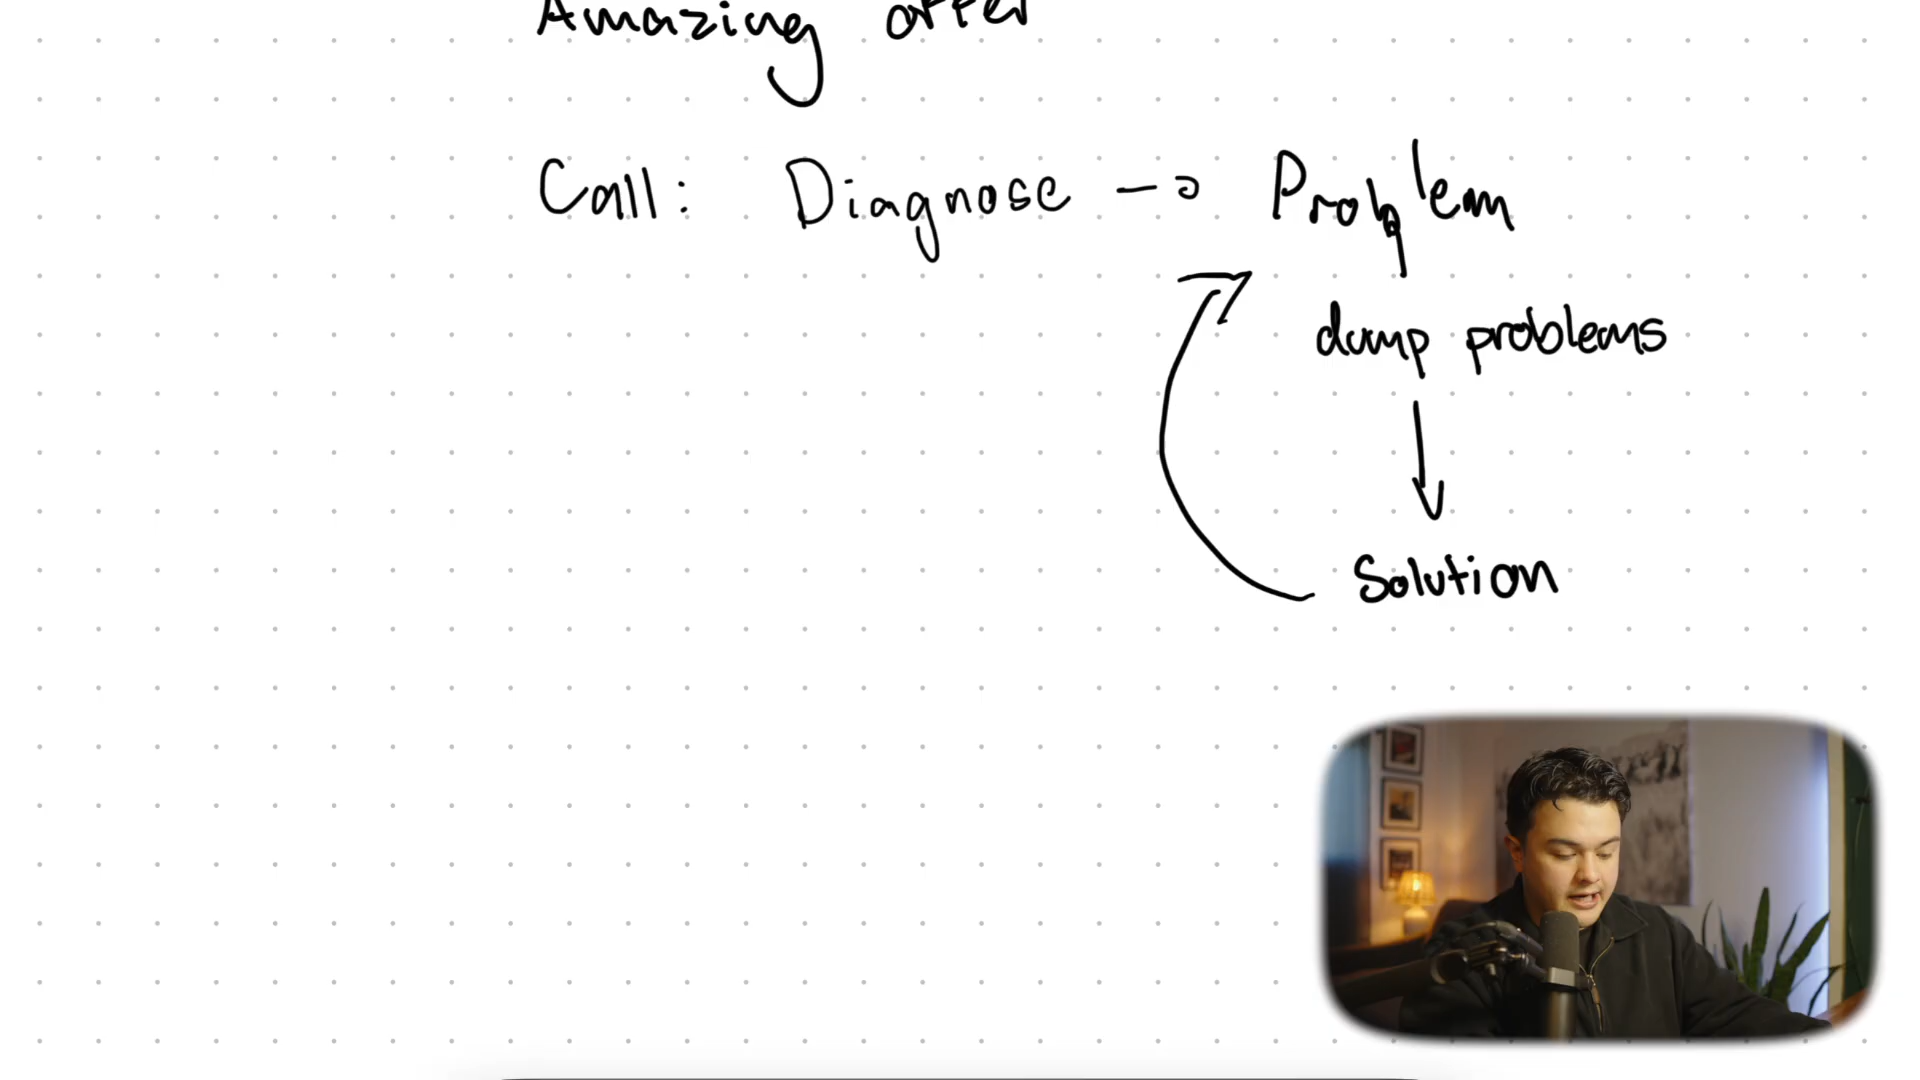 Amazing offer
Call: Diagnose → Problem
dump problems
Solution